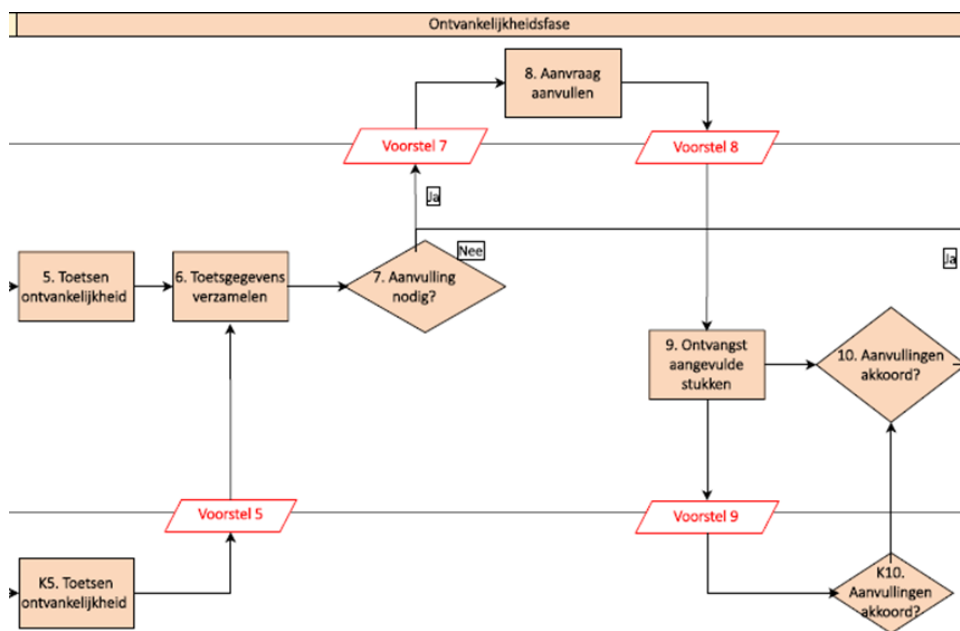 Ontvankelijkheidsfase
8. Aanvraag
aanvullen
Voorstel 7
Voorstel 8
Ja
Nee
Ja
5. Toetsen
ontvankelijkheid
6. Toetsgegevens
verzamelen
7. Aanvulling
nodig?
9. Ontvangst
aangevulde
stukken
10. Aanvullingen
akkoord?
Voorstel 5
Voorstel 9
K5. Toetsen
ontvankelijkheid
K10.
Aanvullingen
akkoord?